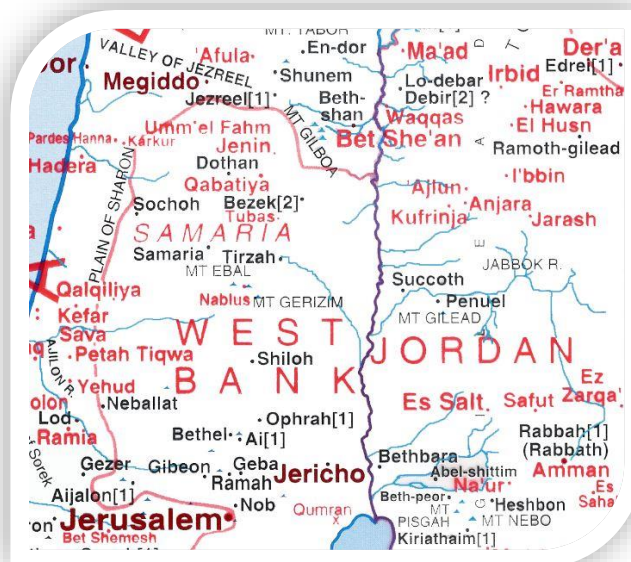 MT. TABOR
VALLEY OF JEZREEL
'Afula
En-dor
Ma'ad
Der'a
Megiddo
Shunem
Lo-debar
Irbid
Edrei[1]
Jezreel[1]
Beth-
shan
Debir[2] ?
Er Ramtha
MT GILBOA
Waqqas
Hawara
Umm'el Fahm
Bet She'an
El Husn
Pardes Hanna
Karkur
Jenin
Ramoth-gilead
Hadera
Dothan
I'bbin
Qabatiya
'Ajlun
Anjara
Sochoh
Bezek[2]
Kufrinja
Jarash
PLAIN OF SHARON
Tubas
SAMARIA
Samaria
Tirzah
JABBOK R.
MT EBAL
Succoth
Qalqiliya
Nablus
MT GERIZIM
Penuel
Kefar
Sava
MT GILEAD
WEST
BANK
JORDAN
AJILON R.
Petah Tiqwa
Shiloh
Yehud
Ez
Zarqa'
Neballat
Es Salt
Safut
Lod
Ophrah[1]
Ramla
Bethel
Ai[1]
Rabbah[1]
(Rabbath)
Sorek
Gezer
Gibeon
Geba
Ramah
Jericho
Bethbara
Abel-shittim
Amman
Na'ur
Aijalon[1]
Nob
Beth-peor
Es
Heshbon
Jerusalem
Qumran
MT
PISGAH
MT NEBO
Bet Shemesh
Kiriathaim[1]